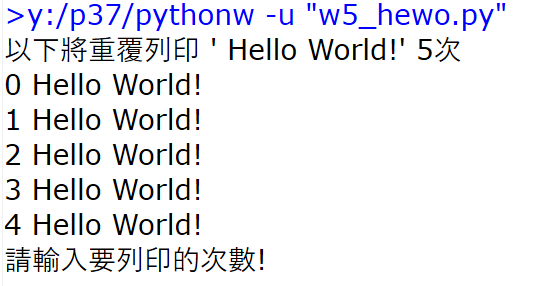 >y:/p37/pythonw -u "w5_hewo.py"
以下將重覆列印 ' Hello World!' 5次
0 Hello World!
1 Hello World!
2 Hello World!
3 Hello World!
4 Hello World!
請輸入要列印的次數!